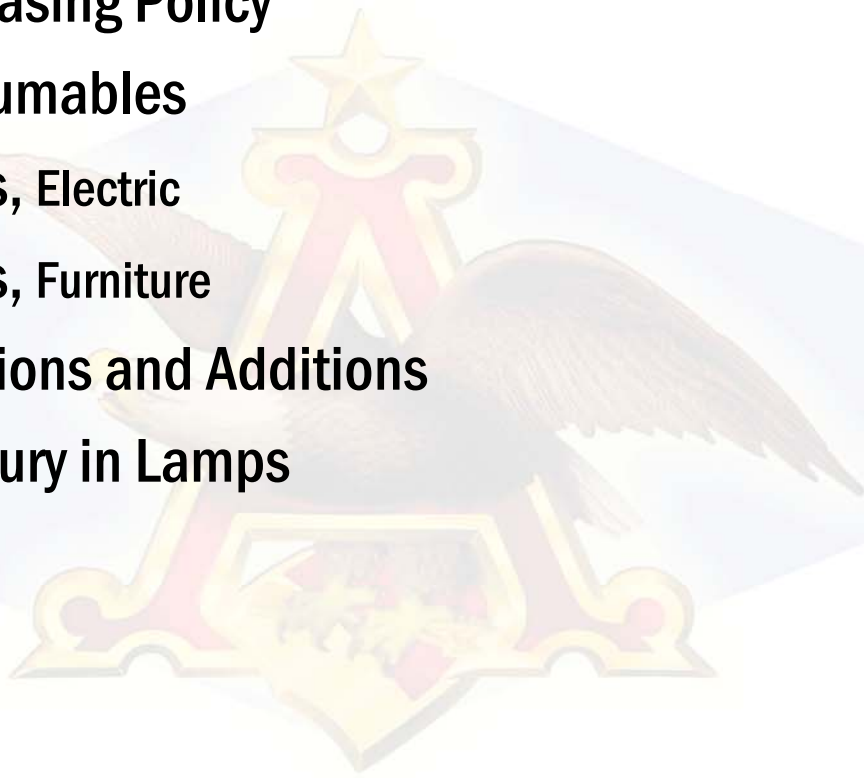 asing Policy
umables
s, Electric
s, Furniture
ions and Additions
ury in Lamps